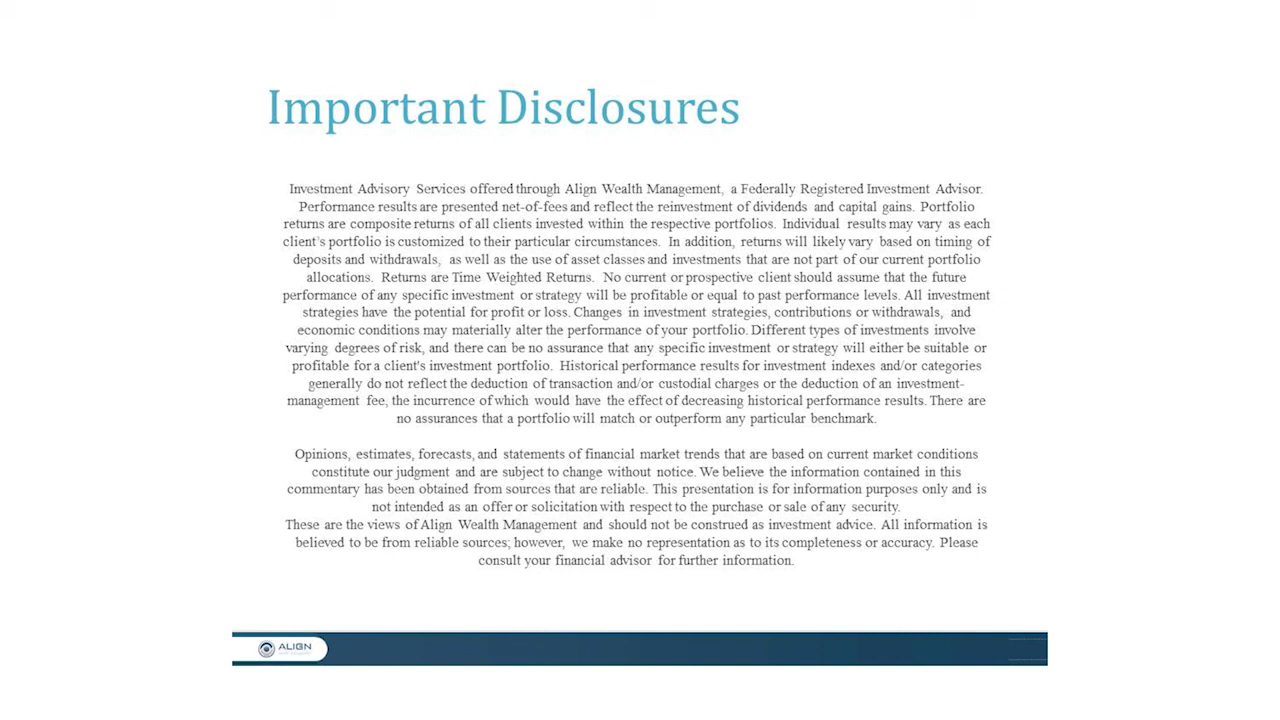 Important Disclosures
Investment Advisory Services offered through Align Wealth Management, a Federally Registered Investment Advisor.
Performance results are presented net-of-fees and reflect the reinvestment of dividends and capital gains. Portfolio
returns are composite returns of all clients invested within the respective portfolios. Individual results may vary as each
client's portfolio is customized to their particular circumstances. In addition, returns will likely vary based on timing of
deposits and withdrawals, as well as the use of asset classes and investments that are not part of our current portfolio
allocations. Returns are Time Weighted Returns. No current or prospective client should assume that the future
performance of any specific investment or strategy will be profitable or equal to past performance levels. All investment
strategies have the potential for profit or loss. Changes in investment strategies, contributions or withdrawals, and
economic conditions may materially alter the performance of your portfolio. Different types of investments involve
varying degrees of risk, and there can be no assurance that any specific investment or strategy will either be suitable or
profitable for a client's investment portfolio. Historical performance results for investment indexes and/or categories
generally do not reflect the deduction of transaction and/or custodial charges or the deduction of an investment-
management fee, the incurrence of which would have the effect of decreasing historical performance results. There are
no assurances that a portfolio will match or outperform any particular benchmark.
Opinions, estimates, forecasts, and statements of financial market trends that are based on current market conditions
constitute our judgment and are subject to change without notice. We believe the information contained in this
commentary has been obtained from sources that are reliable. This presentation is for information purposes only and is
not intended as an offer or solicitation with respect to the purchase or sale of any security.
These are the views of Align Wealth Management and should not be construed as investment advice. All information is
believed to be from reliable sources; however, we make no representation as to its completeness or accuracy. Please
consult your financial advisor for further information.
ALIGN